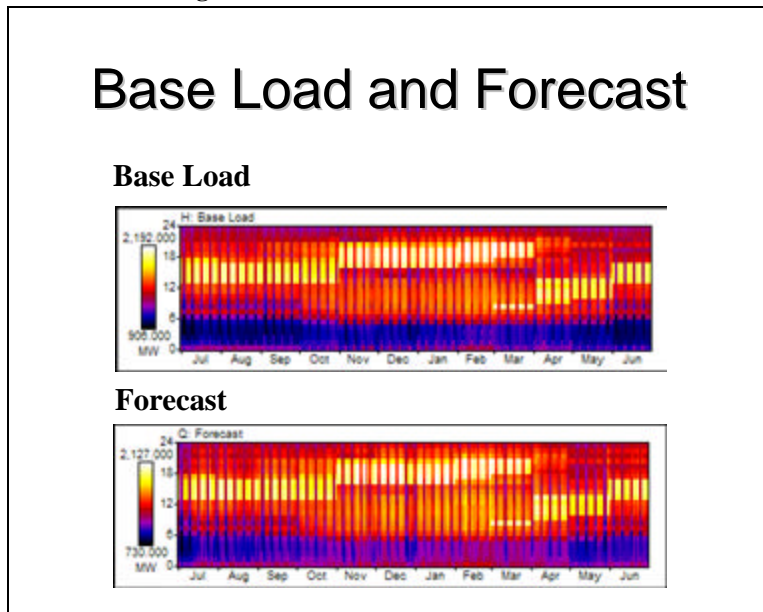 Base Load and Forecast
Base Load
H: Base Load
2,192.000
24
18
12
6
0
906.000
MW
Jul Aug Sep Oct Nov Dec Jan Feb Mar Apr May Jun
Forecast
Q: Forecast
2,127.000
24
18
12
6
0
730.000
MW
Jul Aug Sep Oct Nov Dec Jan Feb Mar Apr May Jun